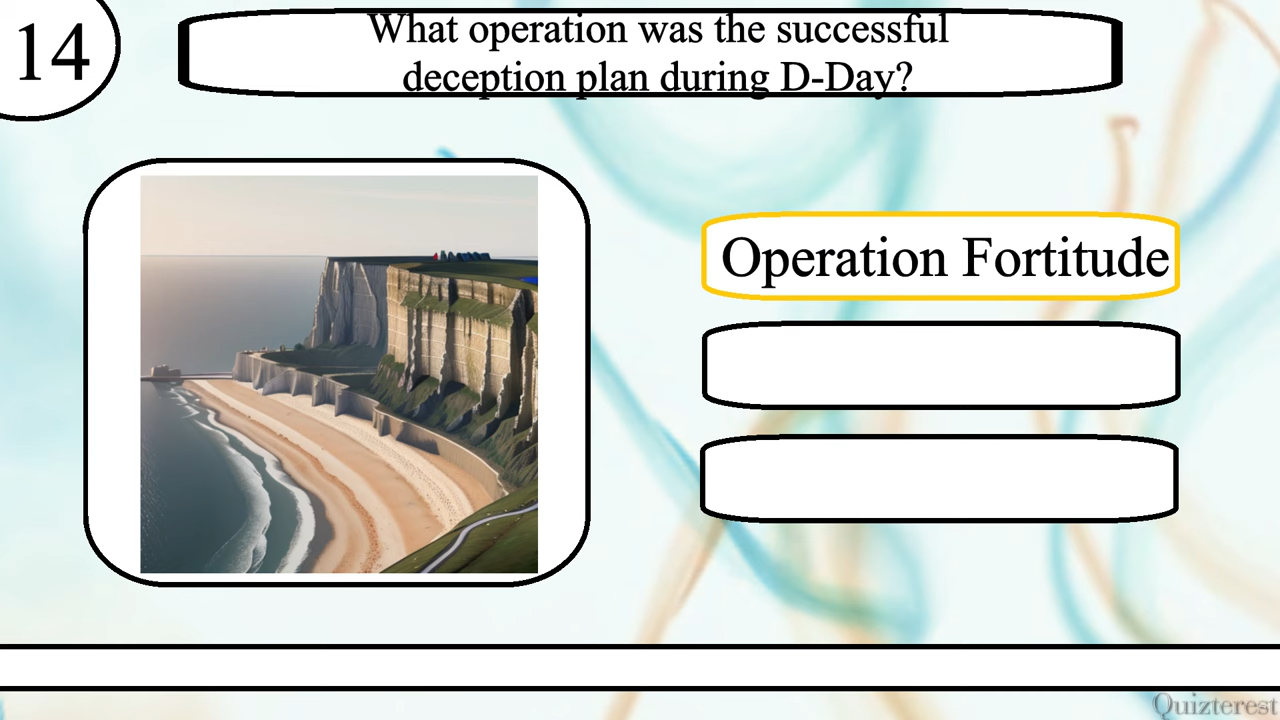 14
What operation was the successful
deception plan during D-Day?
Operation Fortitude
Quizterest